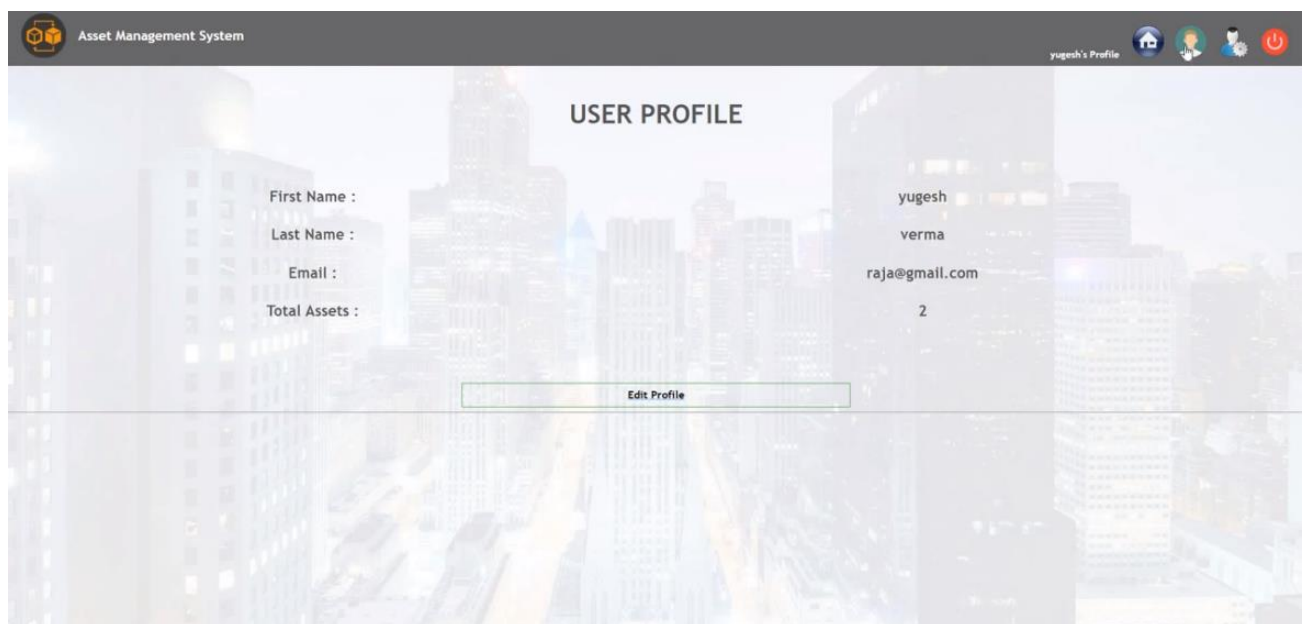 Asset Management System
yugesh's Profile
USER PROFILE
First Name : yugesh
Last Name : verma
Email : raja@gmail.com
Total Assets : 2
Edit Profile